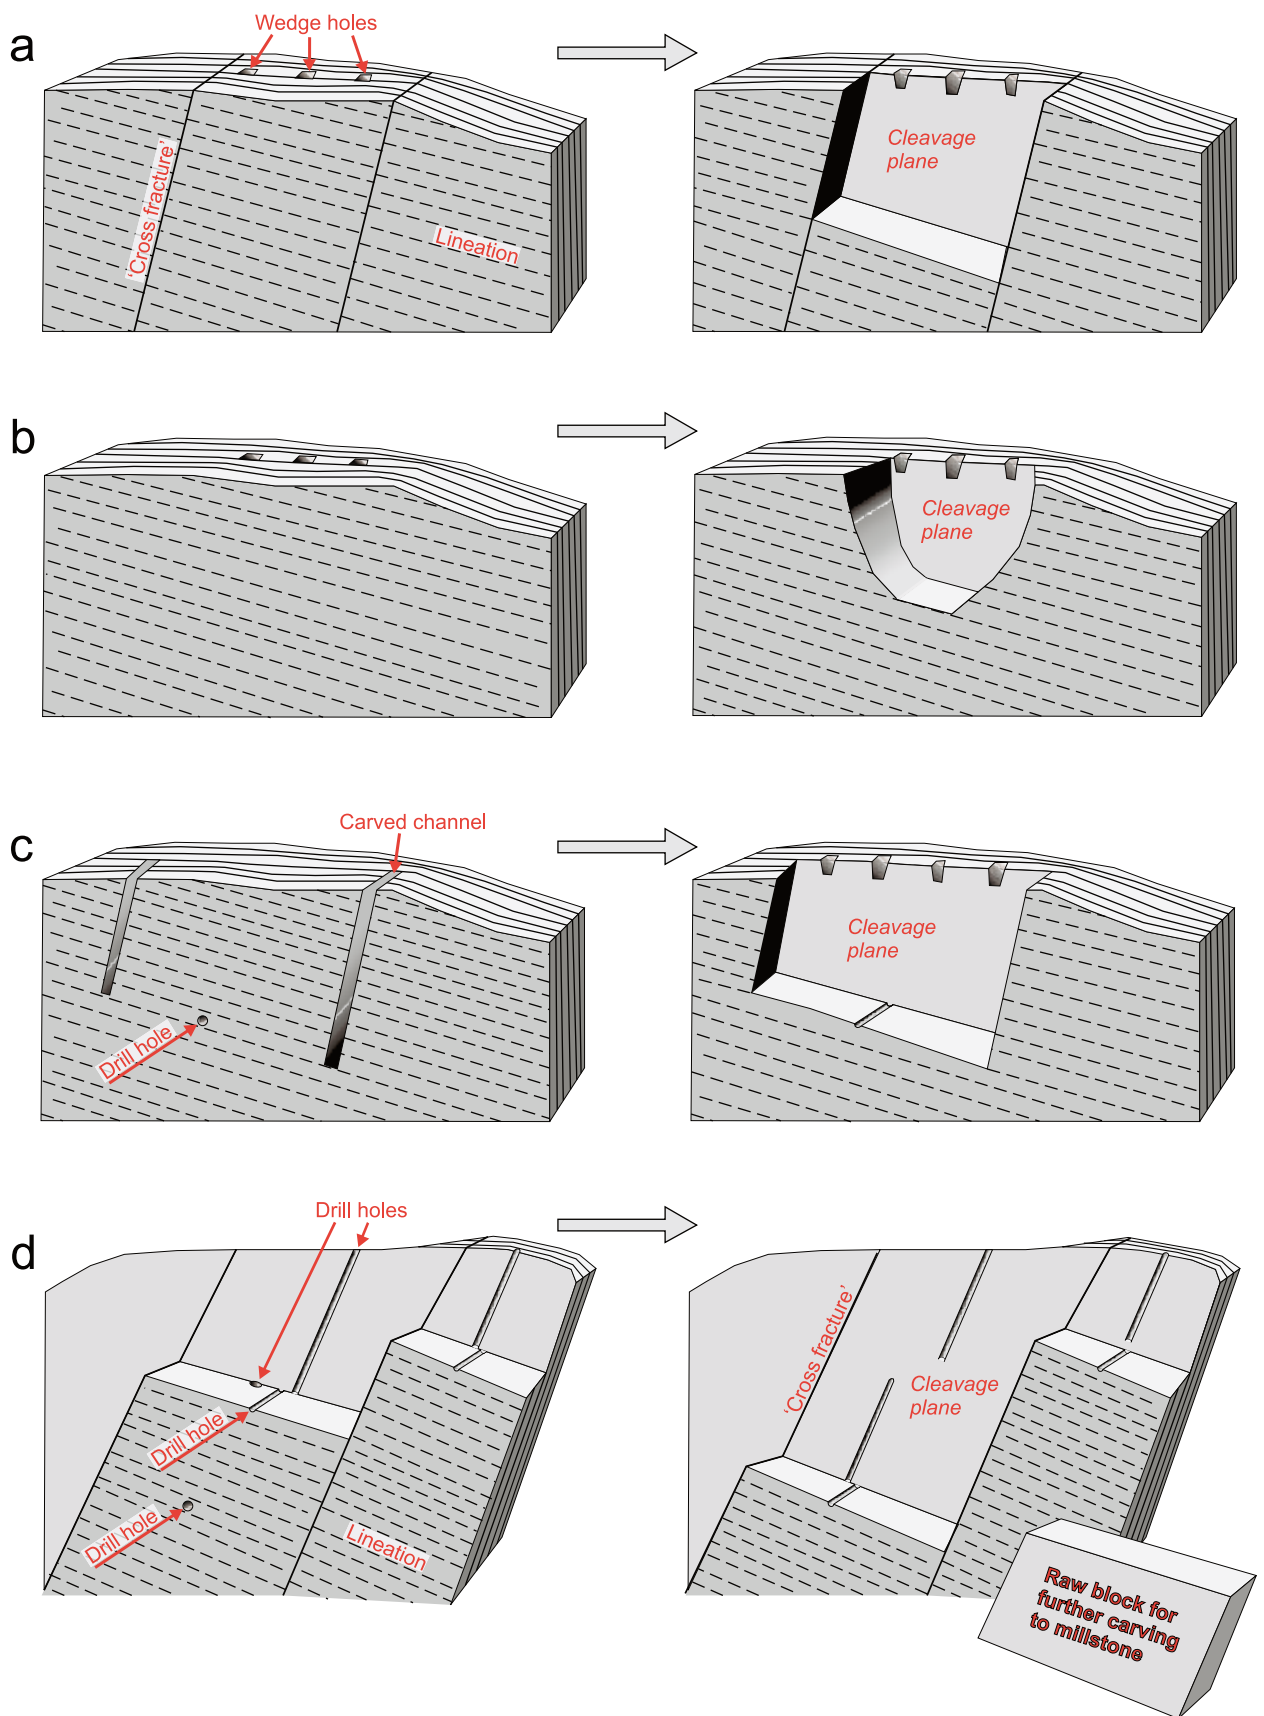 a
Wedge holes
'Cross fracture'
Lineation
Cleavage
plane
b
Cleavage
plane
c
Carved channel
Drill hole
Cleavage
plane
d
Drill holes
Drill hole
Drill hole
Lineation
'Cross fracture'
Cleavage
plane
Raw block for
further carving
to millstone